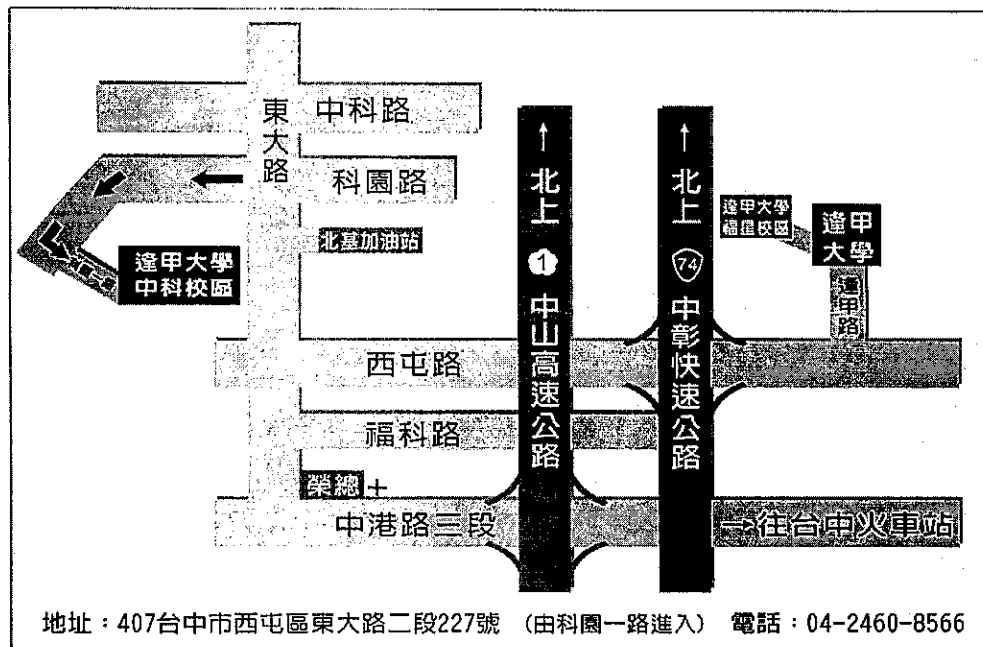 東大路
中科路
科園路
北基加油站
逢甲大學
中科校區
西屯路
福科路
榮總
中港路三段
↑北上
1
中山高速公路
↑北上
74
中彰快速公路
逢甲大學
福星校區
逢甲
大學
逢甲路
→往台中火車站
地址：407台中市西屯區東大路二段227號 (由科園一路進入) 電話：04-2460-8566